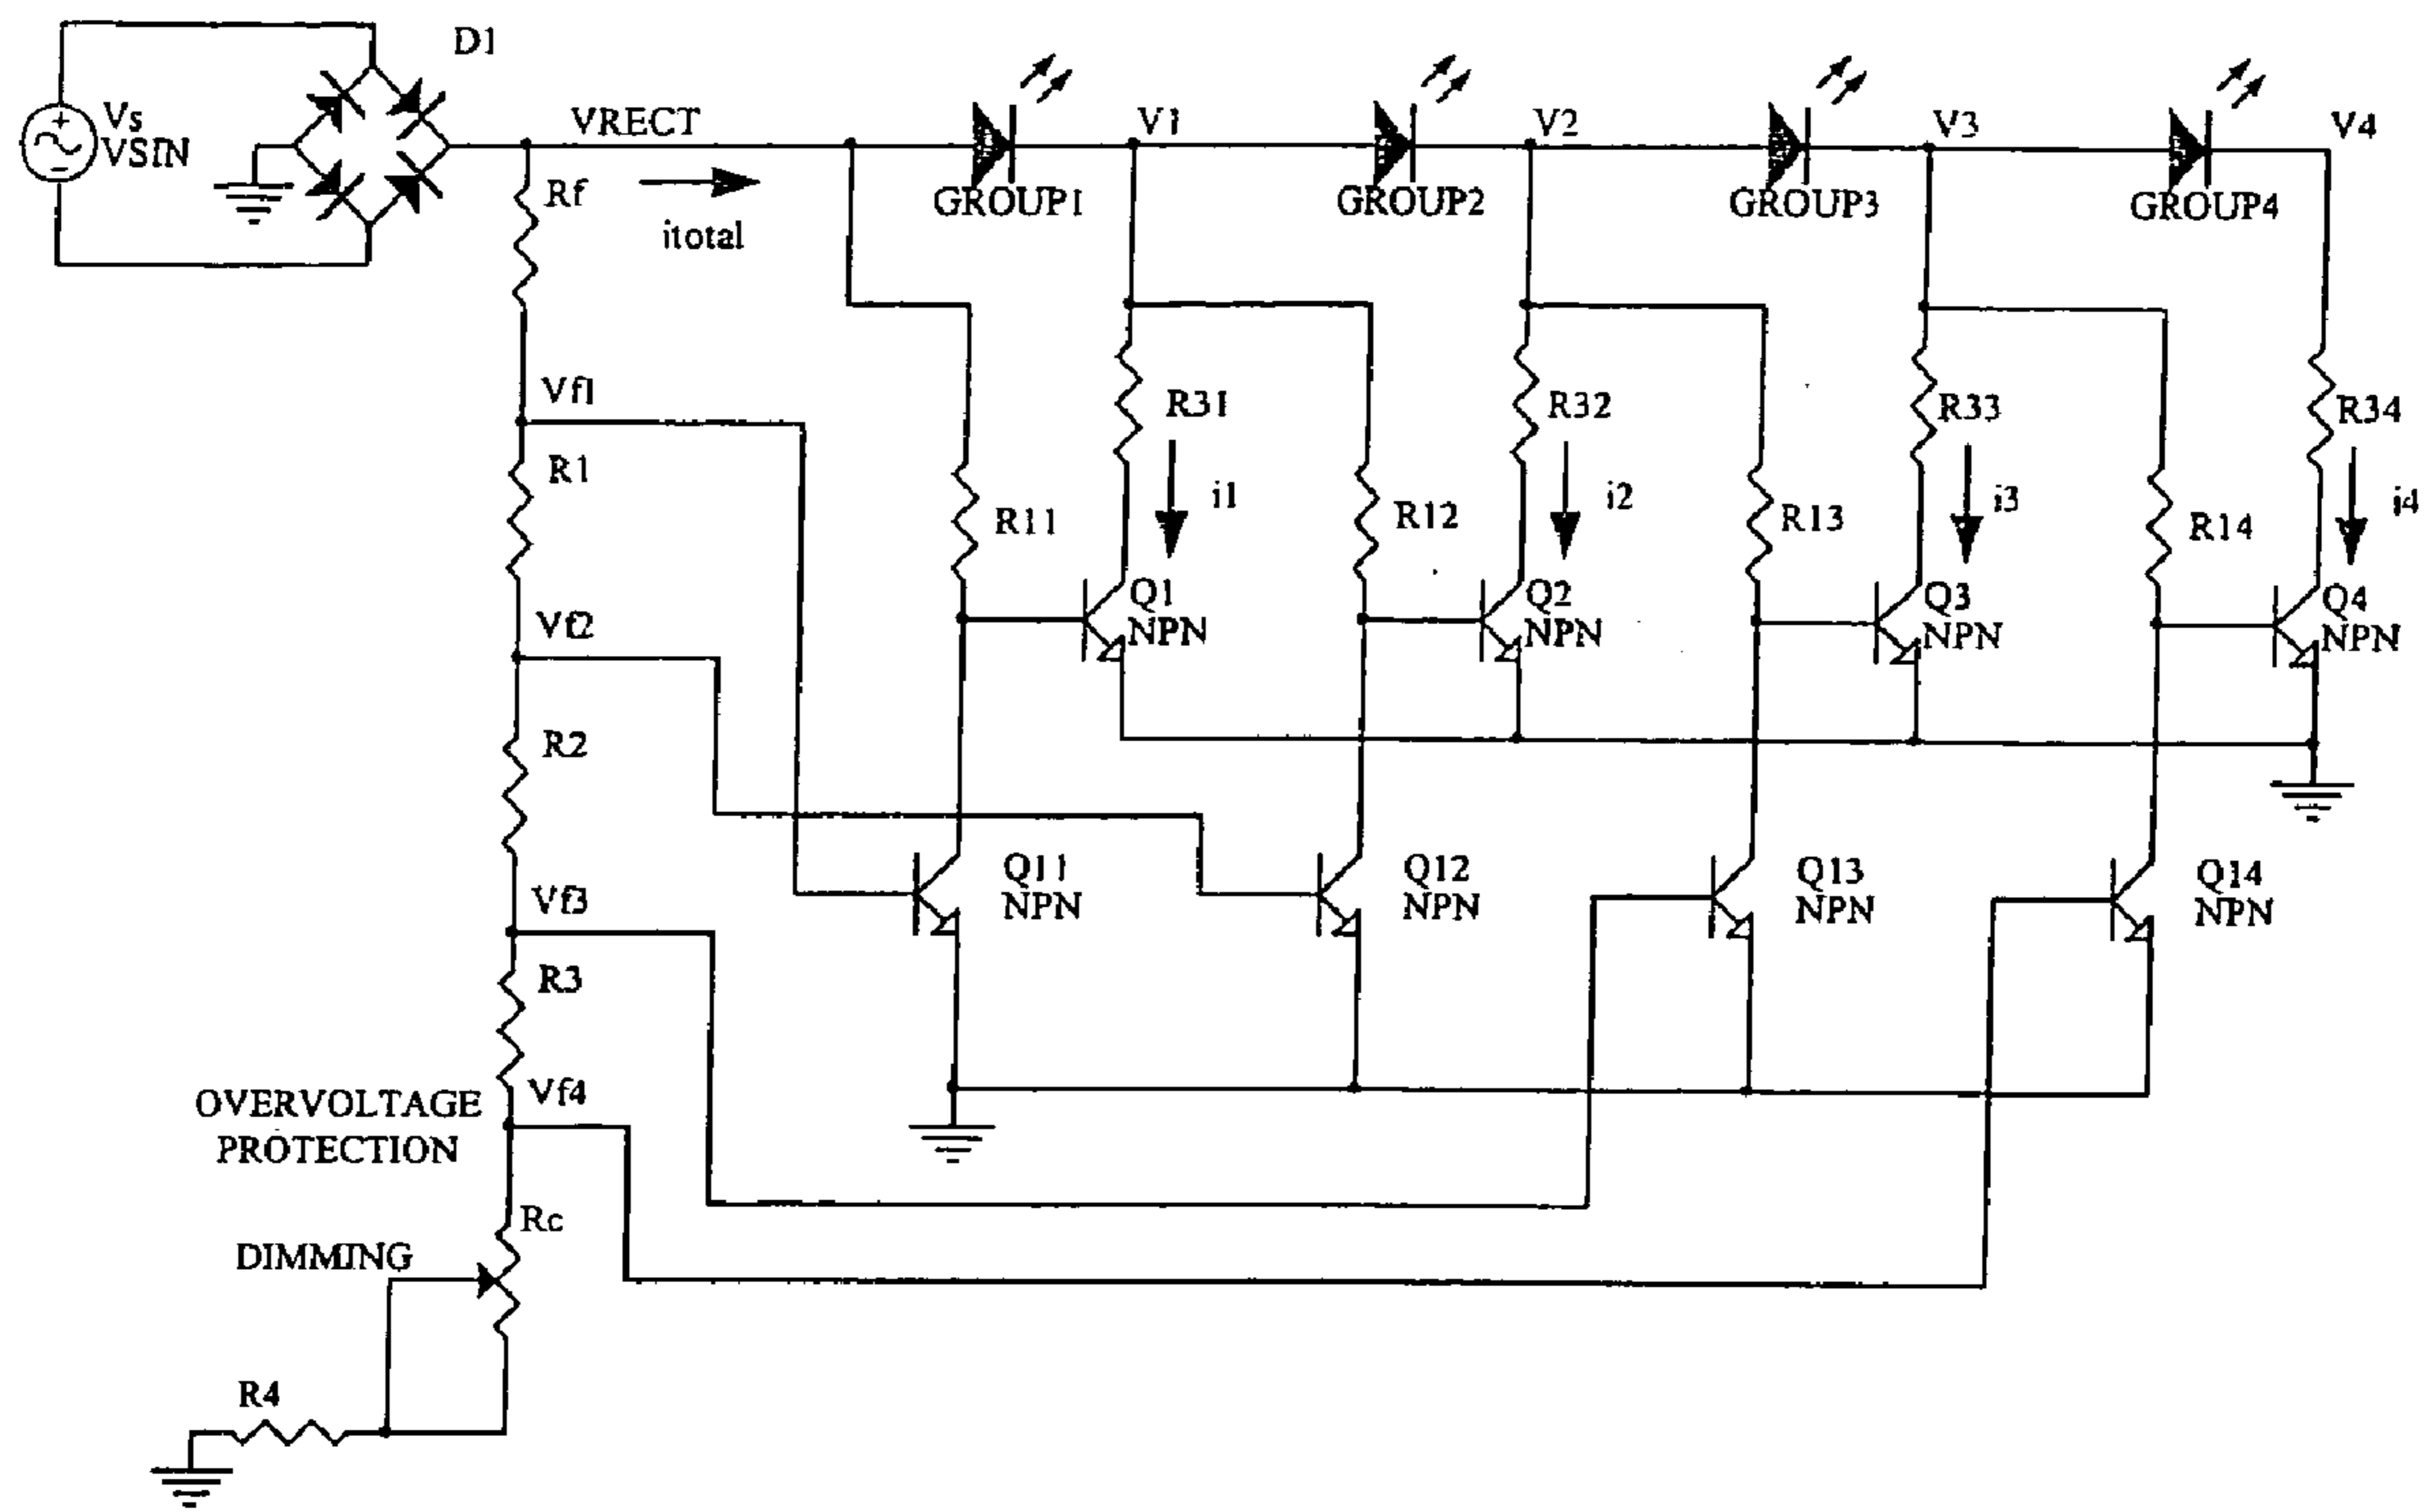 D1
Vs
VSIN
VRECT
V1
V2
V3
V4
Rf
itotal
GROUP1
GROUP2
GROUP3
GROUP4
Vf1
R31
R32
R33
R34
R1
R11
i1
R12
i2
R13
i3
R14
i4
Q1
NPN
Q2
NPN
Q3
NPN
Q4
NPN
Vf2
R2
Q11
NPN
Q12
NPN
Q13
NPN
Q14
NPN
Vf3
R3
Vf4
OVERVOLTAGE
PROTECTION
Rc
DIMMING
R4